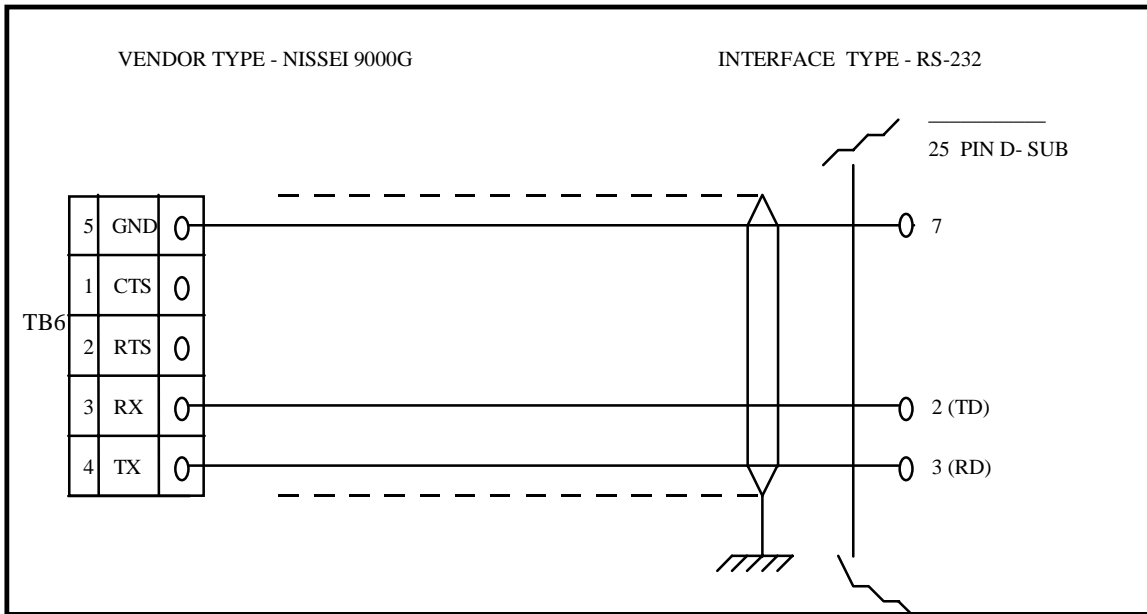 VENDOR TYPE - NISSEI 9000G
INTERFACE TYPE - RS-232
25 PIN D- SUB
5 GND
7
1 CTS
TB6
2 RTS
3 RX
2 (TD)
4 TX
3 (RD)